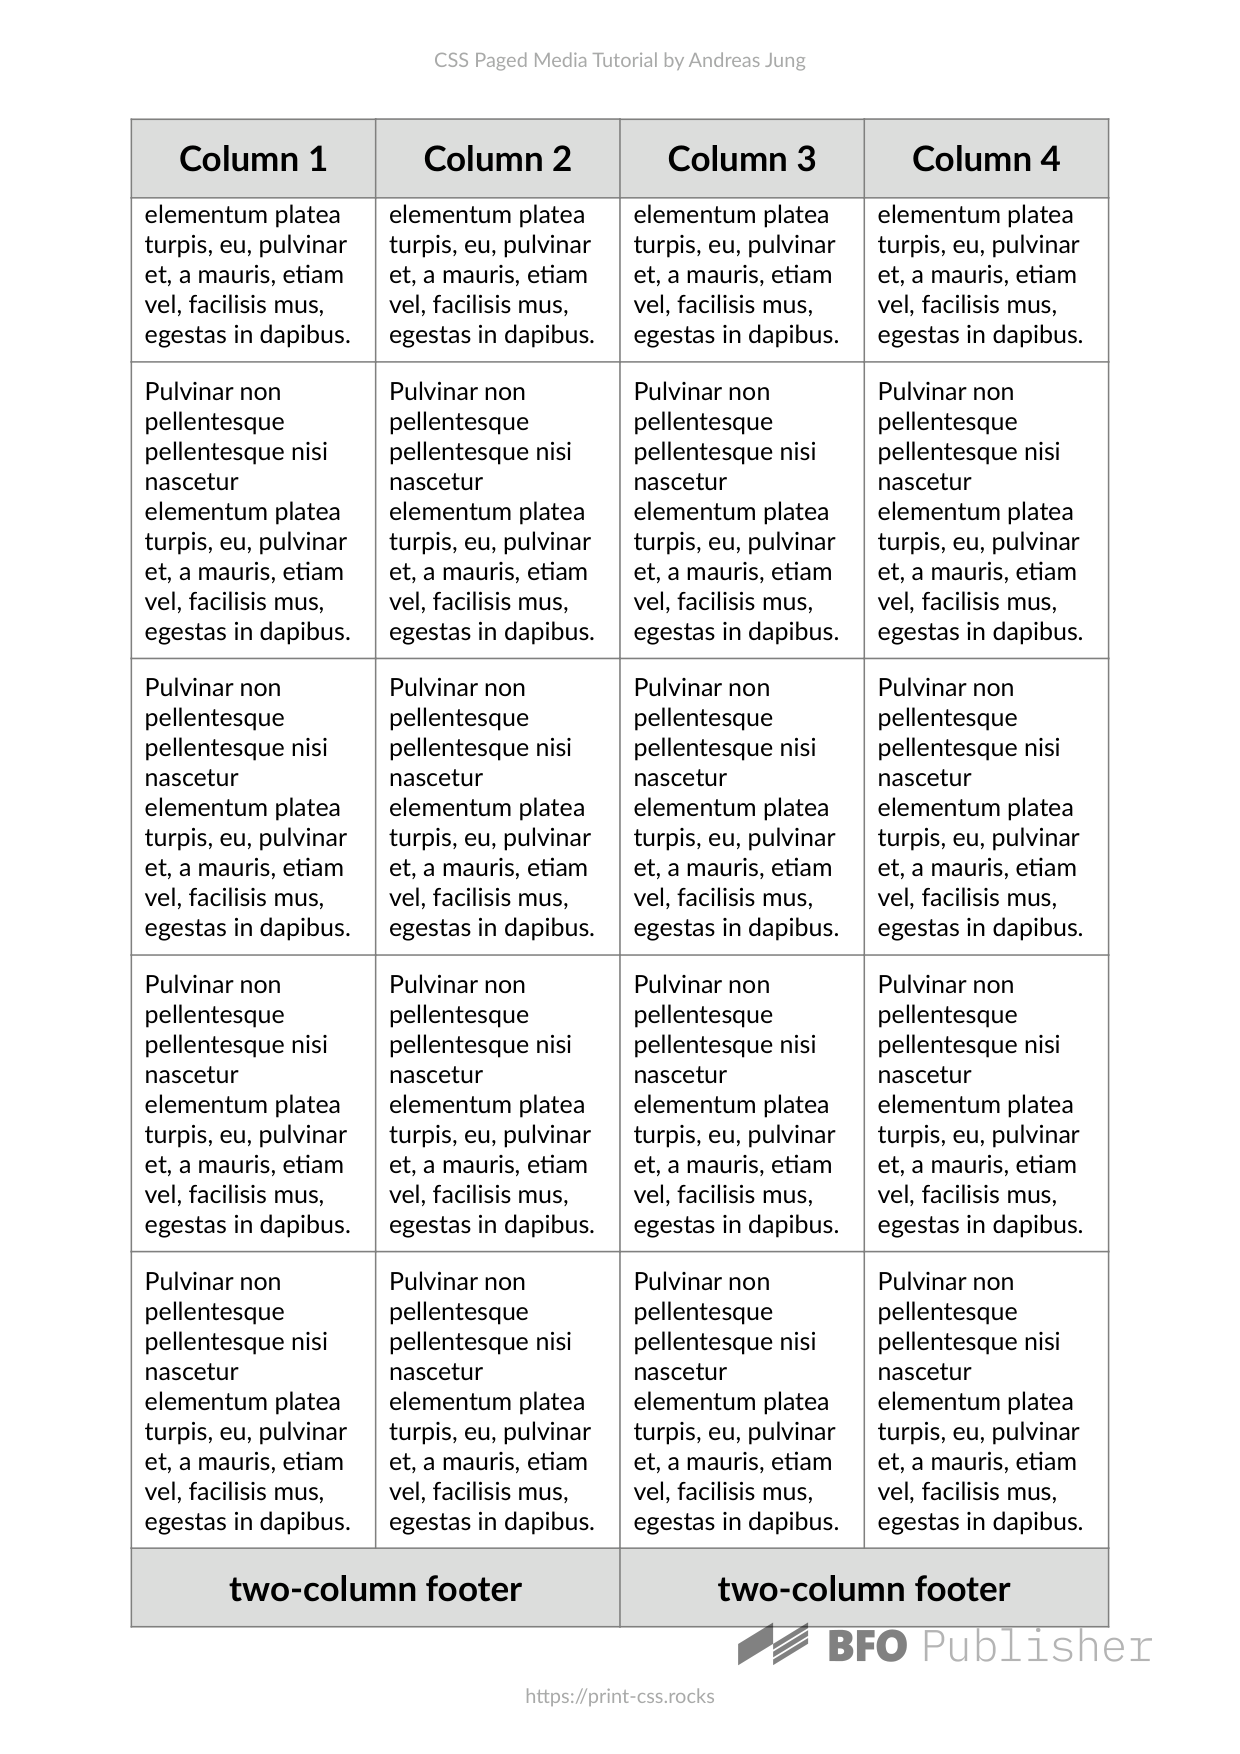 CSS Paged Media Tutorial by Andreas Jung
Column 1 Column 2 Column 3 Column 4
elementum platea elementum platea elementum platea elementum platea
turpis, eu, pulvinar turpis, eu, pulvinar turpis, eu, pulvinar turpis, eu, pulvinar
et, a mauris, etiam et, a mauris, etiam et, a mauris, etiam et, a mauris, etiam
vel, facilisis mus, vel, facilisis mus, vel, facilisis mus, vel, facilisis mus,
egestas in dapibus. egestas in dapibus. egestas in dapibus. egestas in dapibus.
Pulvinar non Pulvinar non Pulvinar non Pulvinar non
pellentesque pellentesque pellentesque pellentesque
pellentesque nisi pellentesque nisi pellentesque nisi pellentesque nisi
nascetur nascetur nascetur nascetur
elementum platea elementum platea elementum platea elementum platea
turpis, eu, pulvinar turpis, eu, pulvinar turpis, eu, pulvinar turpis, eu, pulvinar
et, a mauris, etiam et, a mauris, etiam et, a mauris, etiam et, a mauris, etiam
vel, facilisis mus, vel, facilisis mus, vel, facilisis mus, vel, facilisis mus,
egestas in dapibus. egestas in dapibus. egestas in dapibus. egestas in dapibus.
Pulvinar non Pulvinar non Pulvinar non Pulvinar non
pellentesque pellentesque pellentesque pellentesque
pellentesque nisi pellentesque nisi pellentesque nisi pellentesque nisi
nascetur nascetur nascetur nascetur
elementum platea elementum platea elementum platea elementum platea
turpis, eu, pulvinar turpis, eu, pulvinar turpis, eu, pulvinar turpis, eu, pulvinar
et, a mauris, etiam et, a mauris, etiam et, a mauris, etiam et, a mauris, etiam
vel, facilisis mus, vel, facilisis mus, vel, facilisis mus, vel, facilisis mus,
egestas in dapibus. egestas in dapibus. egestas in dapibus. egestas in dapibus.
Pulvinar non Pulvinar non Pulvinar non Pulvinar non
pellentesque pellentesque pellentesque pellentesque
pellentesque nisi pellentesque nisi pellentesque nisi pellentesque nisi
nascetur nascetur nascetur nascetur
elementum platea elementum platea elementum platea elementum platea
turpis, eu, pulvinar turpis, eu, pulvinar turpis, eu, pulvinar turpis, eu, pulvinar
et, a mauris, etiam et, a mauris, etiam et, a mauris, etiam et, a mauris, etiam
vel, facilisis mus, vel, facilisis mus, vel, facilisis mus, vel, facilisis mus,
egestas in dapibus. egestas in dapibus. egestas in dapibus. egestas in dapibus.
Pulvinar non Pulvinar non Pulvinar non Pulvinar non
pellentesque pellentesque pellentesque pellentesque
pellentesque nisi pellentesque nisi pellentesque nisi pellentesque nisi
nascetur nascetur nascetur nascetur
elementum platea elementum platea elementum platea elementum platea
turpis, eu, pulvinar turpis, eu, pulvinar turpis, eu, pulvinar turpis, eu, pulvinar
et, a mauris, etiam et, a mauris, etiam et, a mauris, etiam et, a mauris, etiam
vel, facilisis mus, vel, facilisis mus, vel, facilisis mus, vel, facilisis mus,
egestas in dapibus. egestas in dapibus. egestas in dapibus. egestas in dapibus.
two-column footer two-column footer
BFO Publisher
https://print-css.rocks